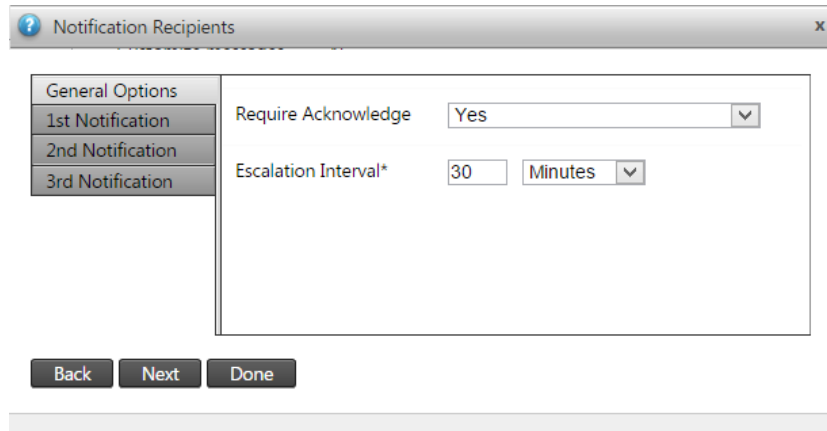 Notification Recipients x
General Options
1st Notification
2nd Notification
3rd Notification
Require Acknowledge Yes
Escalation Interval* 30 Minutes
Back Next Done